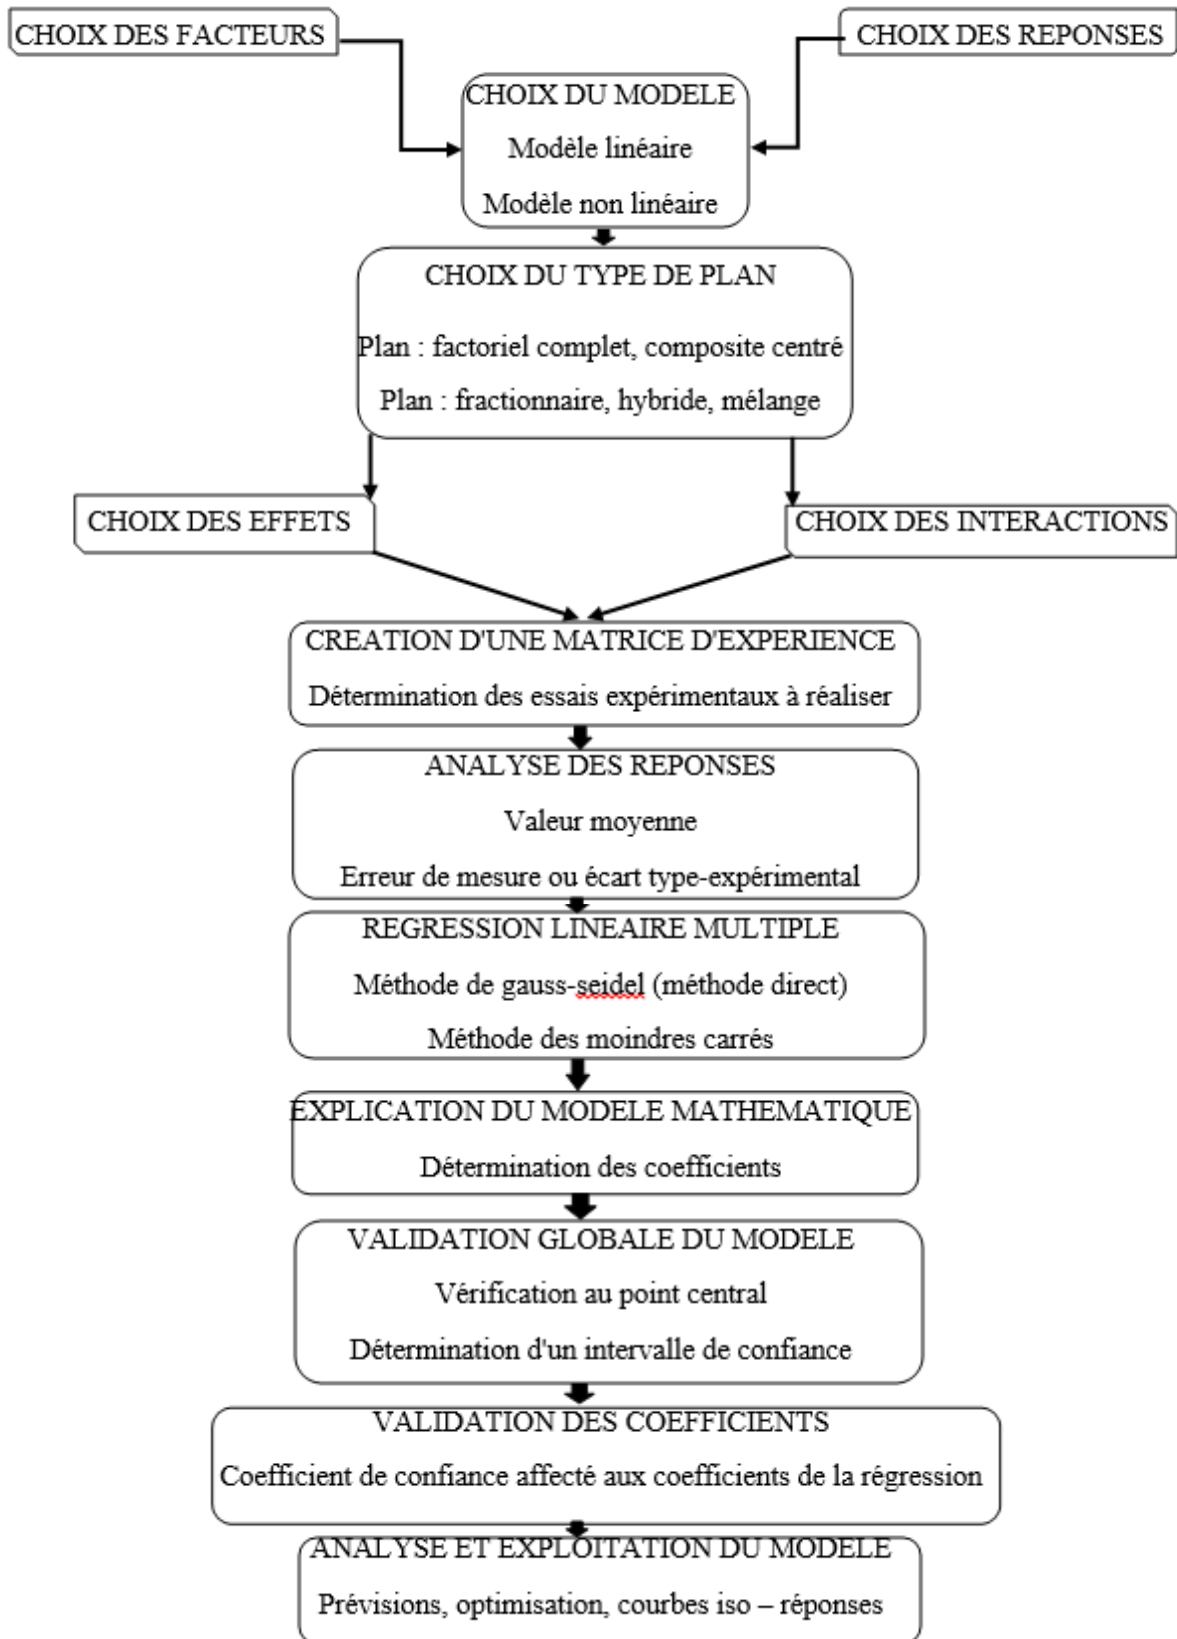 CHOIX DES FACTEURS
CHOIX DES REPONSES
CHOIX DU MODELE
Modèle linéaire
Modèle non linéaire
CHOIX DU TYPE DE PLAN
Plan : factoriel complet, composite centré
Plan : fractionnaire, hybride, mélange
CHOIX DES EFFETS
CHOIX DES INTERACTIONS
CREATION D'UNE MATRICE D'EXPERIENCE
Détermination des essais expérimentaux à réaliser
ANALYSE DES REPONSES
Valeur moyenne
Erreur de mesure ou écart type-expérimental
REGRESSION LINEAIRE MULTIPLE
Méthode de gauss-seidel (méthode direct)
Méthode des moindres carrés
EXPLICATION DU MODELE MATHEMATIQUE
Détermination des coefficients
VALIDATION GLOBALE DU MODELE
Vérification au point central
Détermination d'un intervalle de confiance
VALIDATION DES COEFFICIENTS
Coefficient de confiance affecté aux coefficients de la régression
ANALYSE ET EXPLOITATION DU MODELE
Prévisions, optimisation, courbes iso – réponses